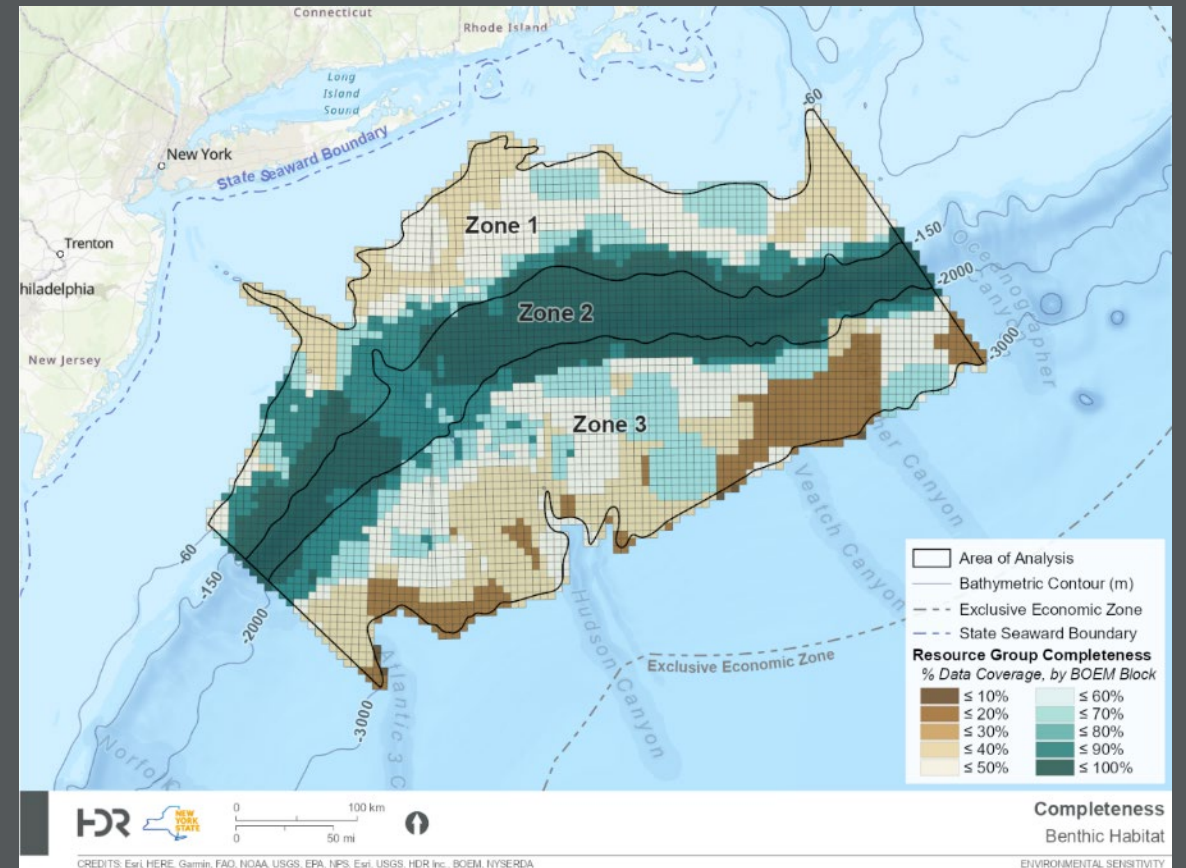 Connecticut
Rhode Island
Long
Island
Sound
New York
State Seaward Boundary
Trenton
hiladelphia
New Jersey
-60
Zone 1
-150
Oceanographer
Canyon
-2000
Zone 2
-3000
Zone 3
her Canyon
Veatch Canyon
-60
-150
-2000
Hudson Canyon
Exclusive Economic Zone
Atlantic 3 C
-3000
Norfolk C
Area of Analysis
Bathymetric Contour (m)
Exclusive Economic Zone
State Seaward Boundary
Resource Group Completeness
% Data Coverage, by BOEM Block
≤ 10% ≤ 60%
≤ 20% ≤ 70%
≤ 30% ≤ 80%
≤ 40% ≤ 90%
≤ 50% ≤ 100%
HDR
NEW
YORK
STATE
0 100 km
0 50 mi
Completeness
Benthic Habitat
CREDITS: Esri, HERE, Garmin, FAO, NOAA, USGS, EPA, NPS, Esri, USGS, HDR Inc., BOEM, NYSERDA
ENVIRONMENTAL SENSITIVITY